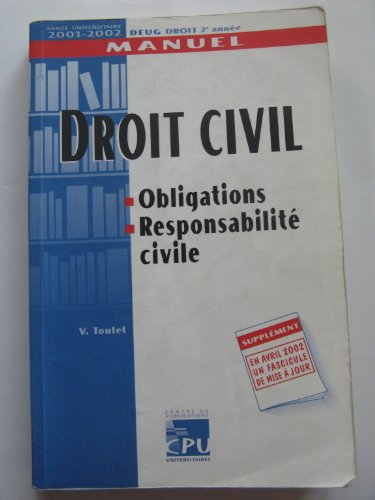 ANNÉE UNIVERSITAIRE
2001-2002 DEUG DROIT 2e année
MANUEL
DROIT CIVIL
Obligations
Responsabilité
civile
V. Toulet
SUPPLÉMENT
EN AVRIL 2002
UN FASCICULE
DE MISE À JOUR
CENTRE DE
PUBLICATIONS
CPU
UNIVERSITAIRES